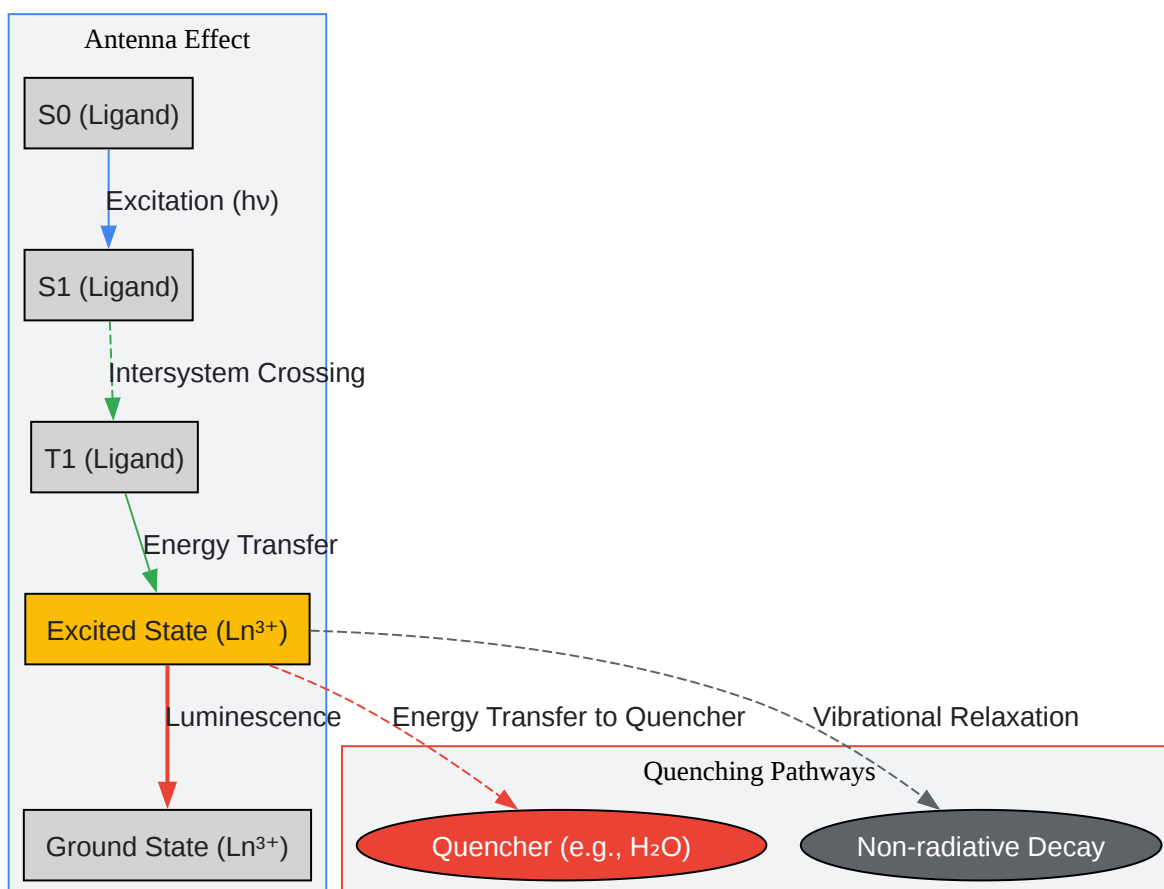 Antenna Effect
S0 (Ligand)
Excitation (hν)
S1 (Ligand)
Intersystem Crossing
T1 (Ligand)
Energy Transfer
Excited State (Ln³⁺)
Luminescence
Energy Transfer to Quencher
Vibrational Relaxation
Quenching Pathways
Ground State (Ln³⁺)
Quencher (e.g., H₂O)
Non-radiative Decay